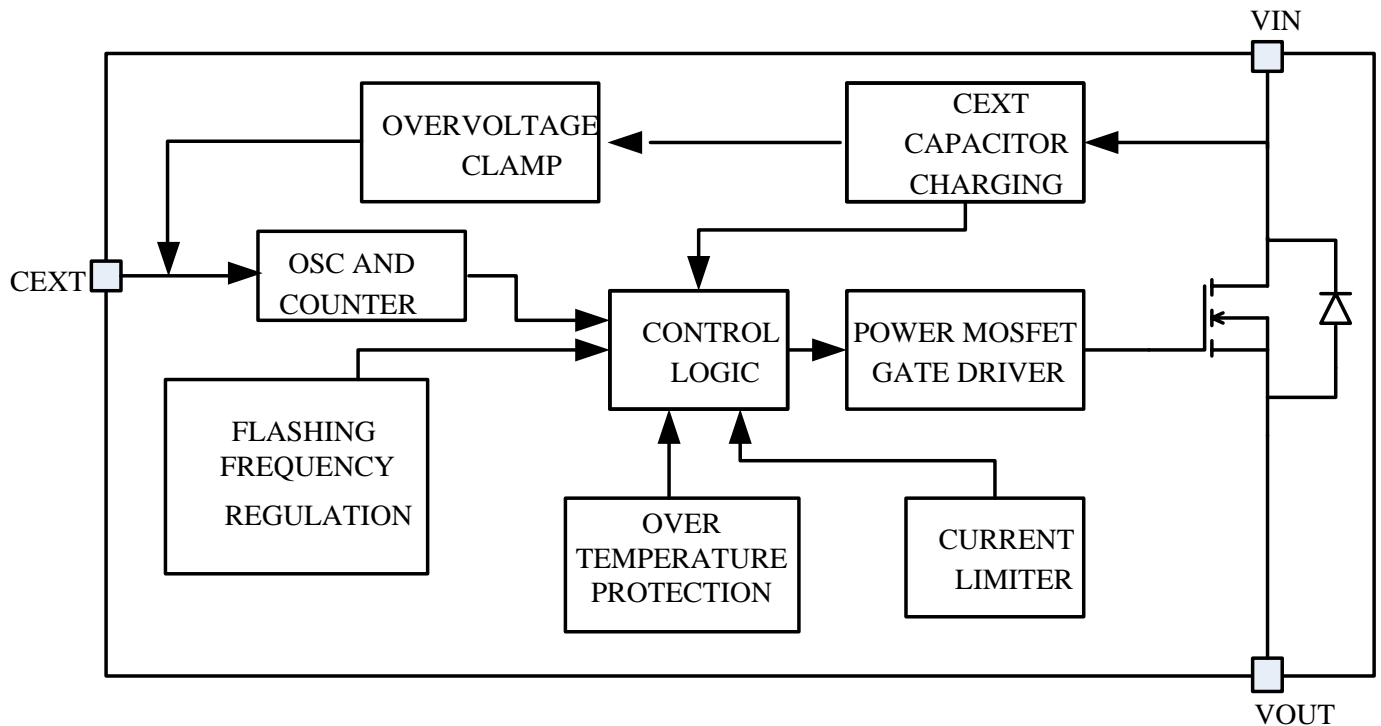 VIN
OVERVOLTAGE
CLAMP
CEXT
CAPACITOR
CHARGING
CEXT
OSC AND
COUNTER
CONTROL
LOGIC
POWER MOSFET
GATE DRIVER
FLASHING
FREQUENCY
REGULATION
OVER
TEMPERATURE
PROTECTION
CURRENT
LIMITER
VOUT